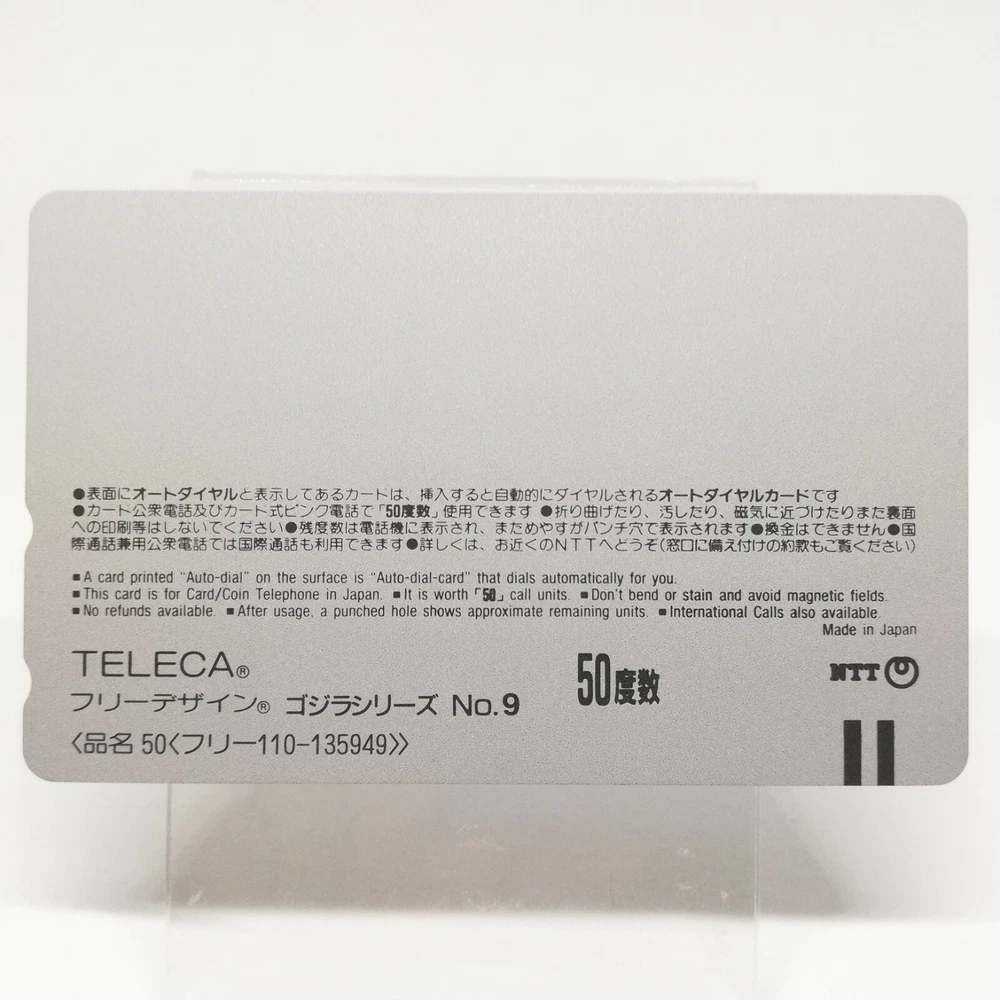 ●表面にオートダイヤルと表示してあるカードは、挿入すると自動的にダイヤルされるオートダイヤルカードです
●カード公衆電話及びカード式ピンク電話で「50度数」使用できます ●折り曲げたり、汚したり、磁気に近づけたりまた裏面
への印刷等はしないでください●残度数は電話機に表示され、まためやすがパンチ穴で表示されます●換金はできません●国
際通話兼用公衆電話では国際通話も利用できます●詳しくは、お近くのNTTへどうぞ(窓口に備え付けの約款もご覧ください)
■A card printed "Auto-dial" on the surface is "Auto-dial-card" that dials automatically for you.
■This card is for Card/Coin Telephone in Japan. ■It is worth「50」call units. ■Don't bend or stain and avoid magnetic fields.
■No refunds available. ■After usage, a punched hole shows approximate remaining units. ■International Calls also available.
Made in Japan
TELECA®
50度数
NTT
フリーデザイン® ゴジラシリーズ No.9
〈品名 50〈フリー110-135949〉〉